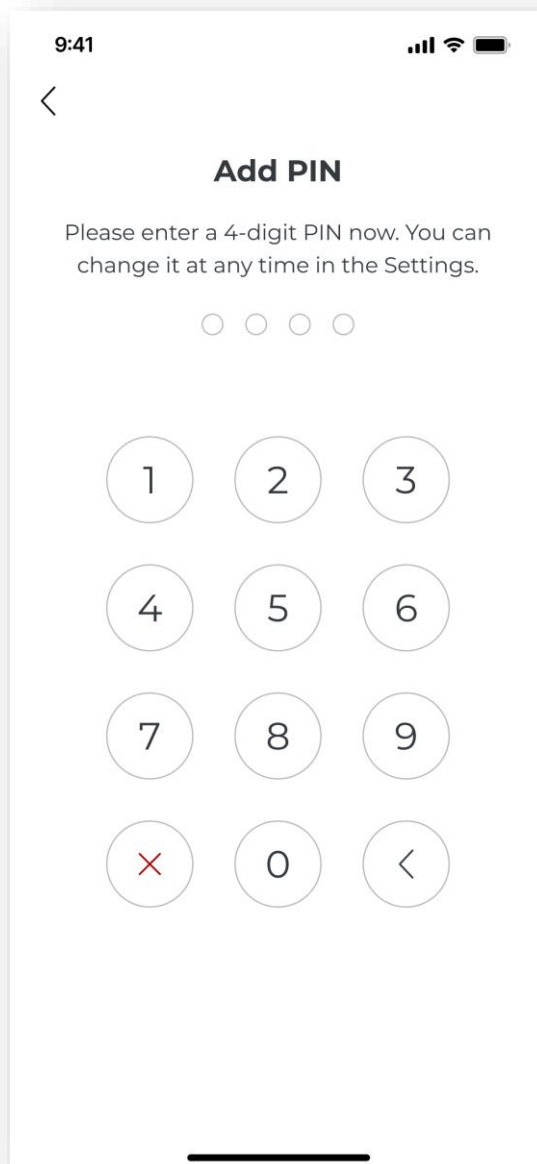 9:41
Add PIN
Please enter a 4-digit PIN now. You can
change it at any time in the Settings.
1 2 3
4 5 6
7 8 9
0